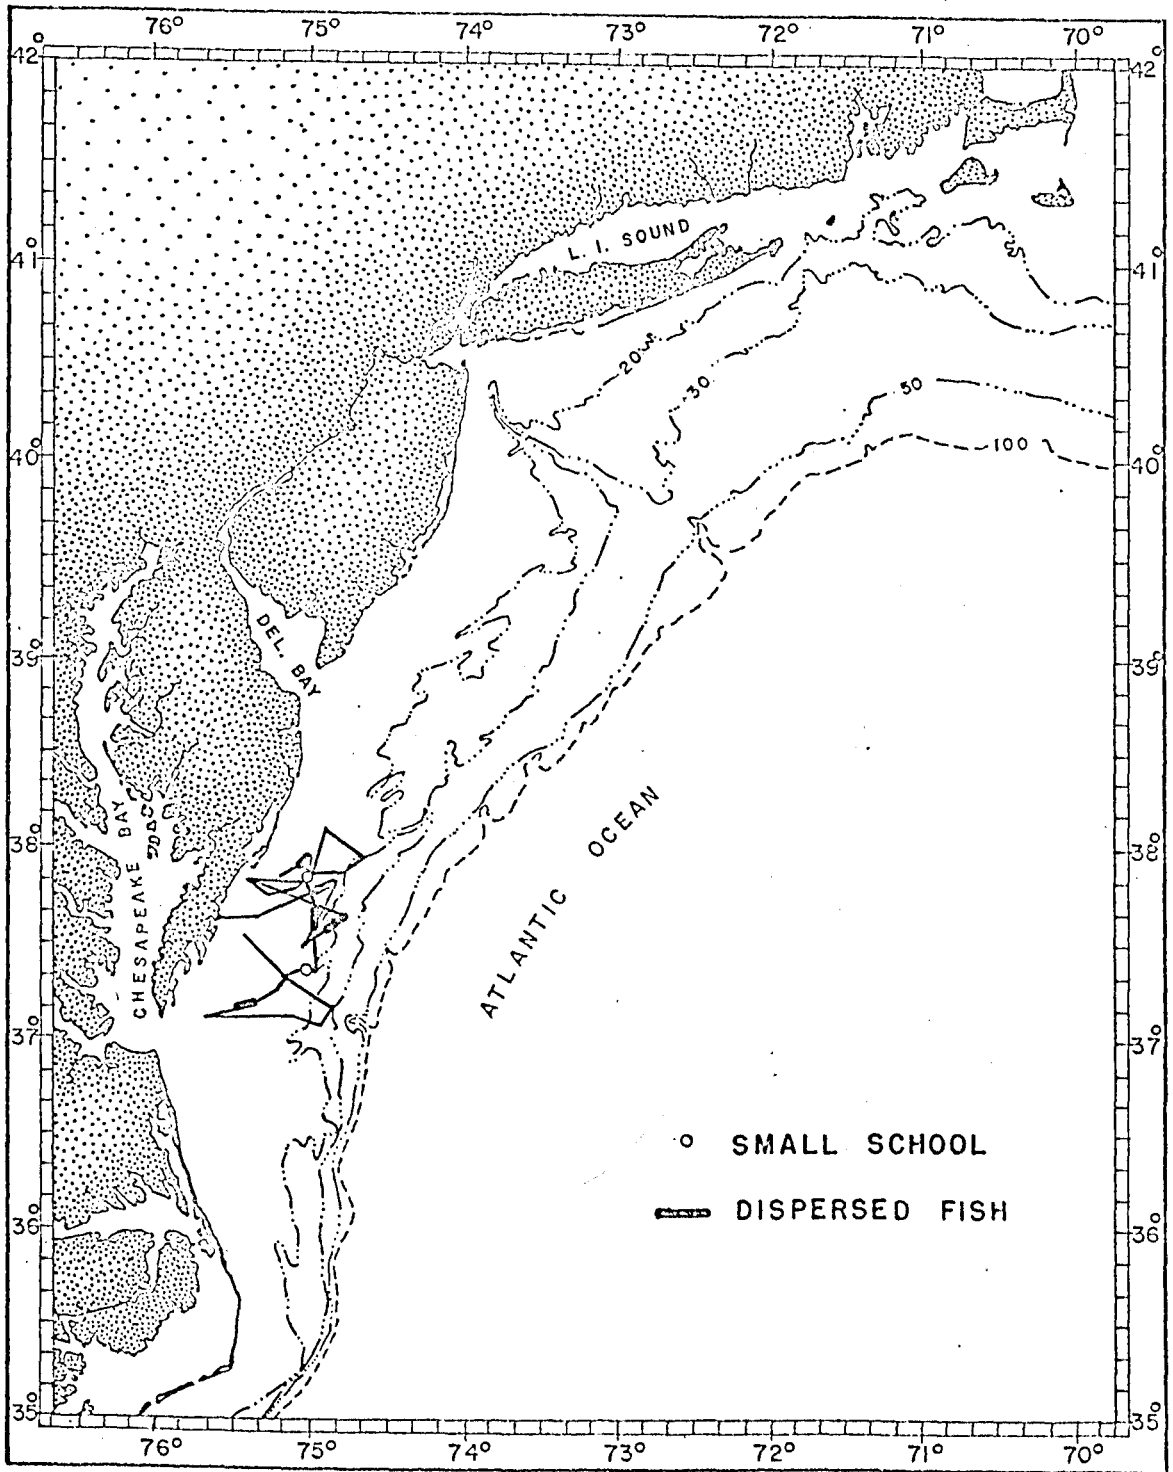 76° 75° 74° 73° 72° 71° 70°
42° 42
41° 41°
L. I. SOUND
20
30
50
40° 40°
100
DEL. BAY
39° 39°
CHESAPEAKE BAY
38° 38°
ATLANTIC OCEAN
37° 37°
SMALL SCHOOL
DISPERSED FISH
36° 36°
35° 35°
76° 75° 74° 73° 72° 71° 70°